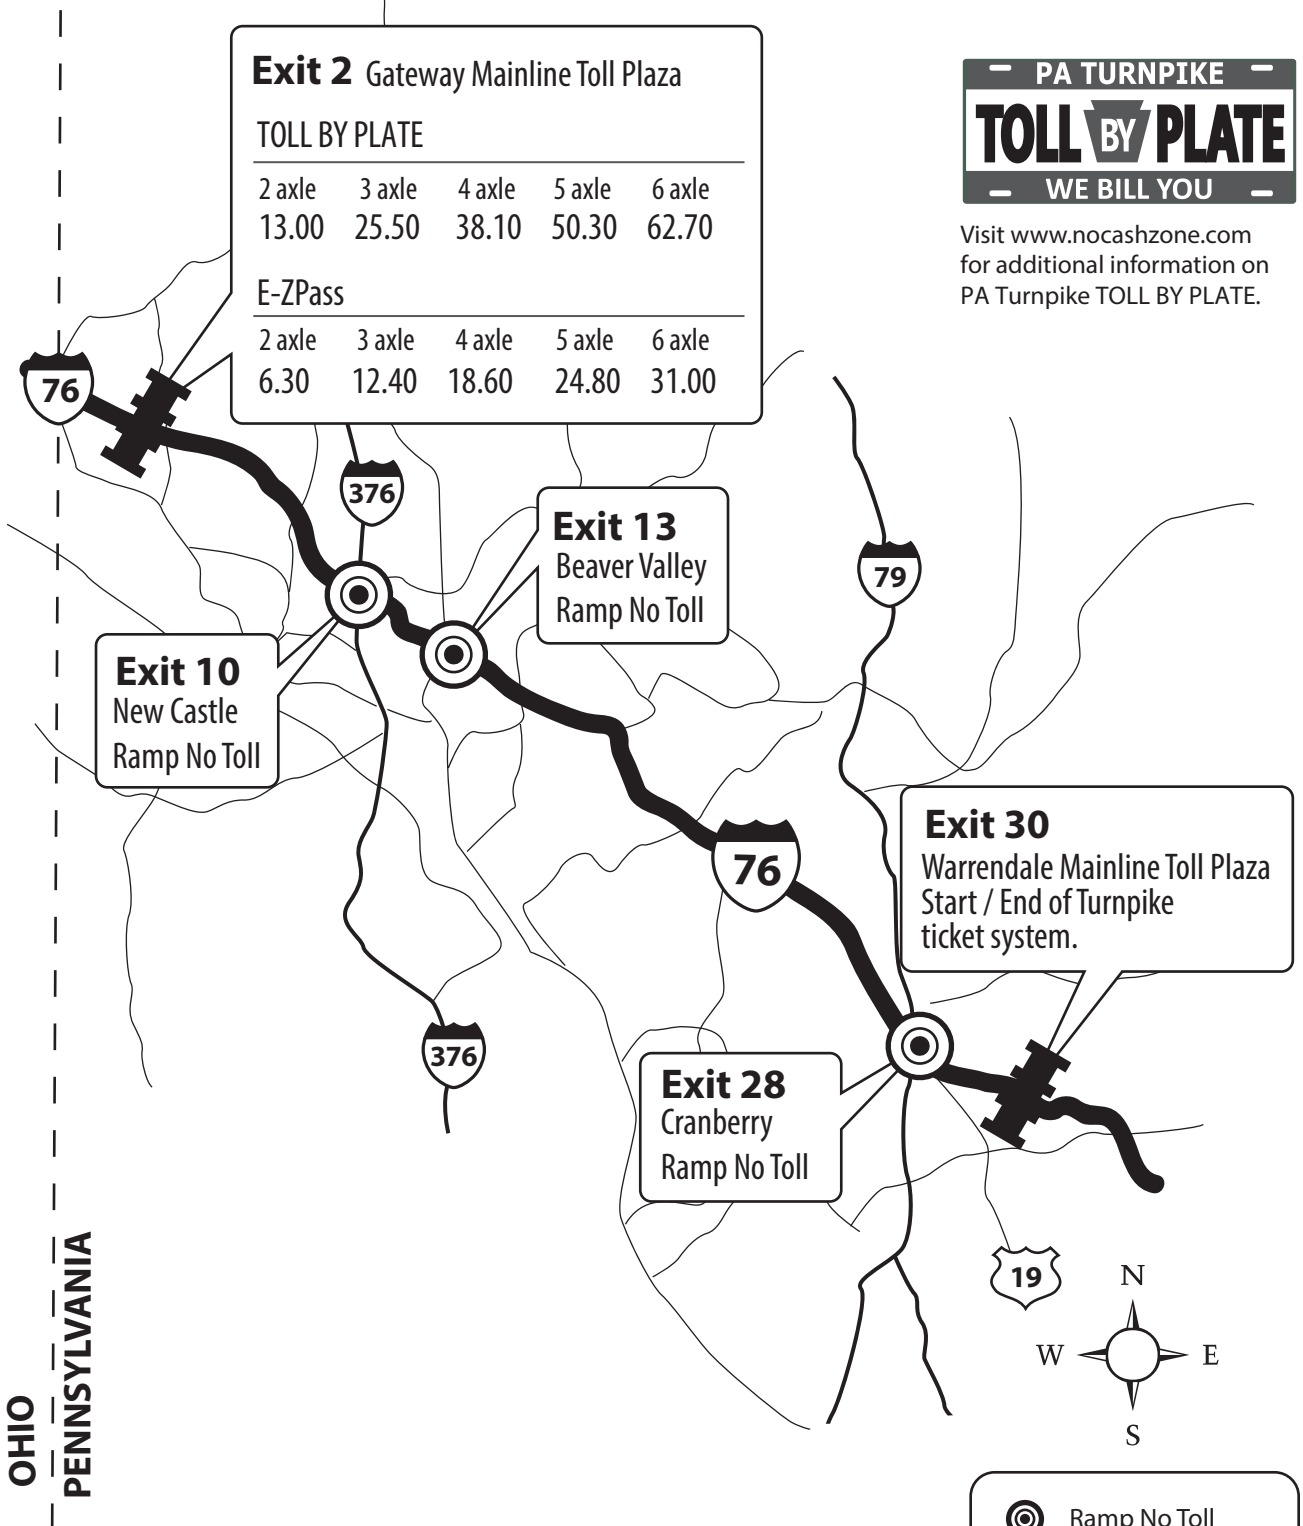 Exit 2 Gateway Mainline Toll Plaza
TOLL BY PLATE
2 axle 3 axle 4 axle 5 axle 6 axle
13.00 25.50 38.10 50.30 62.70
E-ZPass
2 axle 3 axle 4 axle 5 axle 6 axle
6.30 12.40 18.60 24.80 31.00
PA TURNPIKE
TOLL BY PLATE
WE BILL YOU
Visit www.nocashzone.com
for additional information on
PA Turnpike TOLL BY PLATE.
76
376
Exit 13
Beaver Valley
Ramp No Toll
79
Exit 10
New Castle
Ramp No Toll
76
Exit 30
Warrendale Mainline Toll Plaza
Start / End of Turnpike
ticket system.
376
Exit 28
Cranberry
Ramp No Toll
19
N
W E
S
OHIO
PENNSYLVANIA
Ramp No Toll